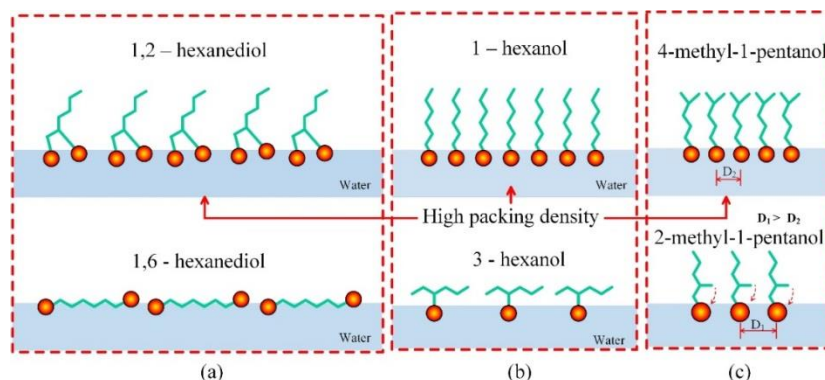 1,2 – hexanediol
Water
High packing density
1,6 - hexanediol
Water
(a)
1 – hexanol
Water
3 - hexanol
Water
(b)
4-methyl-1-pentanol
D₂
Water
D₁ > D₂
2-methyl-1-pentanol
D₁
(c)